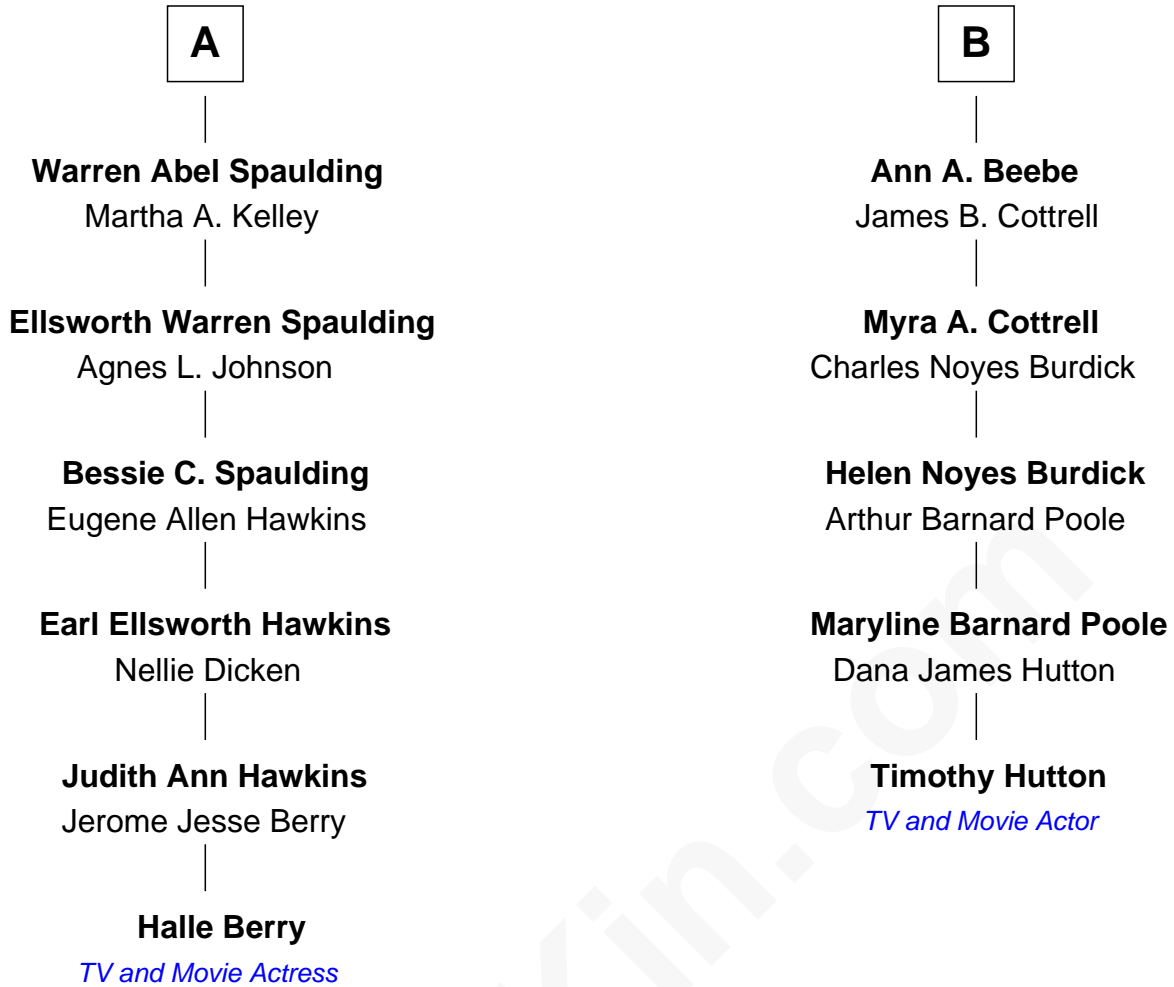 A
Warren Abel Spaulding
Martha A. Kelley
Ellsworth Warren Spaulding
Agnes L. Johnson
Bessie C. Spaulding
Eugene Allen Hawkins
Earl Ellsworth Hawkins
Nellie Dicken
Judith Ann Hawkins
Jerome Jesse Berry
Halle Berry
TV and Movie Actress
B
Ann A. Beebe
James B. Cottrell
Myra A. Cottrell
Charles Noyes Burdick
Helen Noyes Burdick
Arthur Barnard Poole
Maryline Barnard Poole
Dana James Hutton
Timothy Hutton
TV and Movie Actor
Kin.com